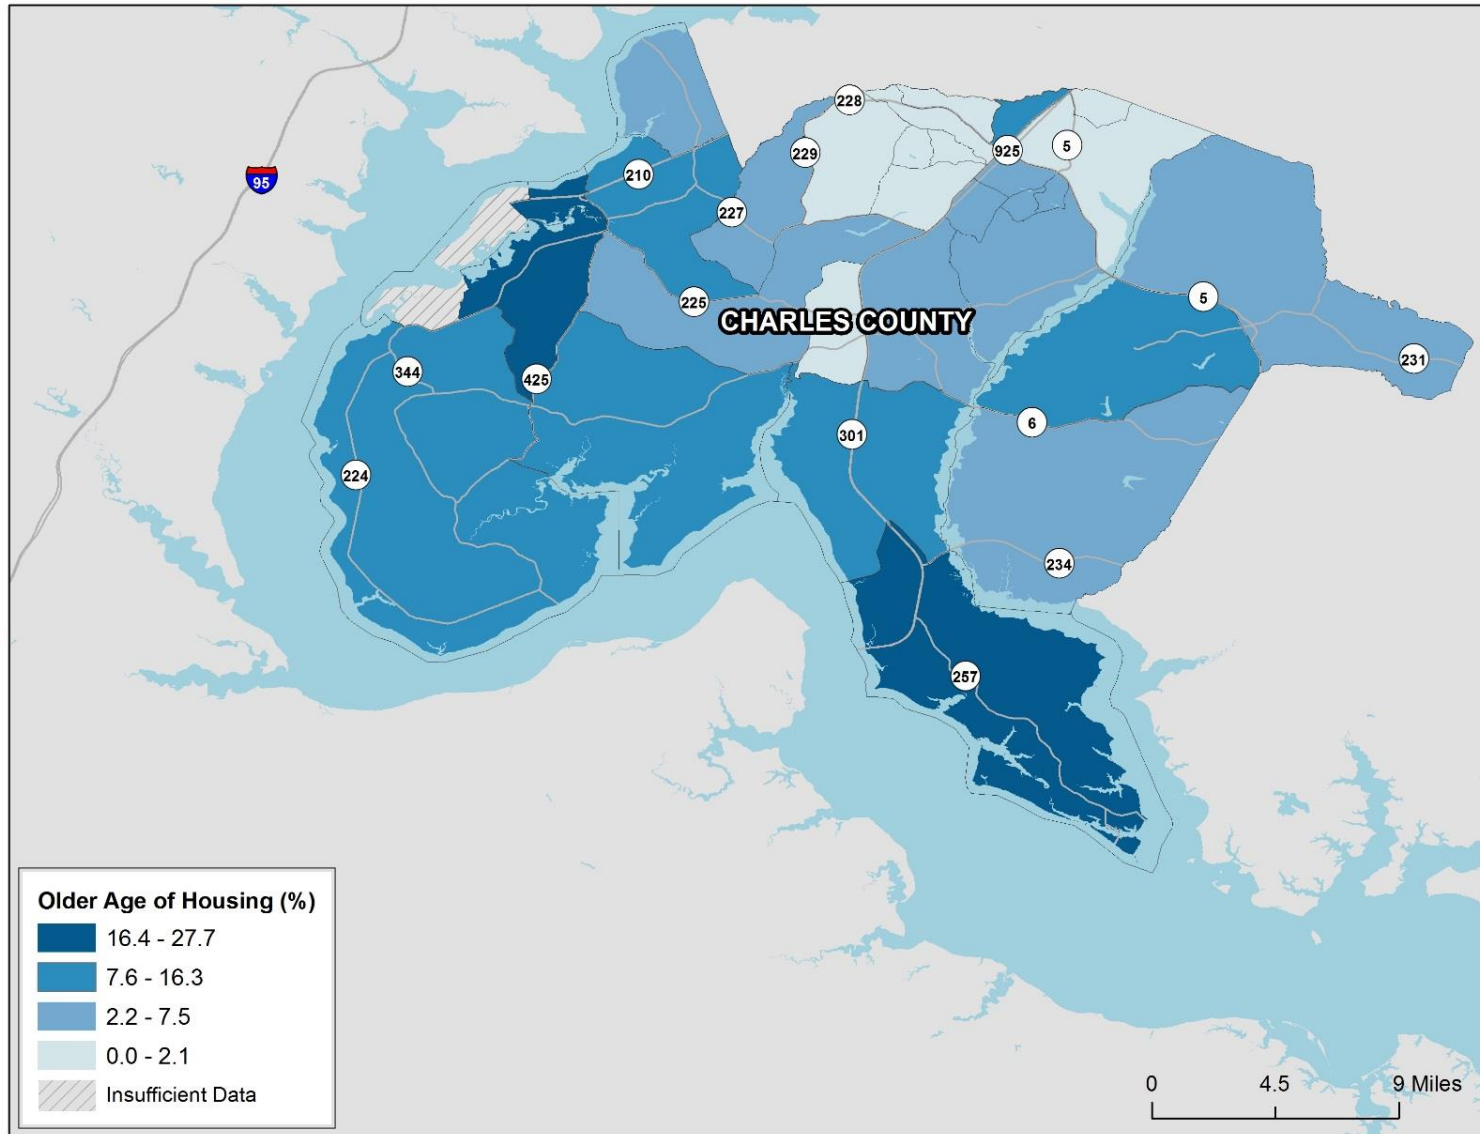 228
5
925
229
210
95
227
5
225
CHARLES COUNTY
231
344
425
6
301
224
234
257
Older Age of Housing (%)
16.4 - 27.7
7.6 - 16.3
2.2 - 7.5
0.0 - 2.1
Insufficient Data
0 4.5 9 Miles